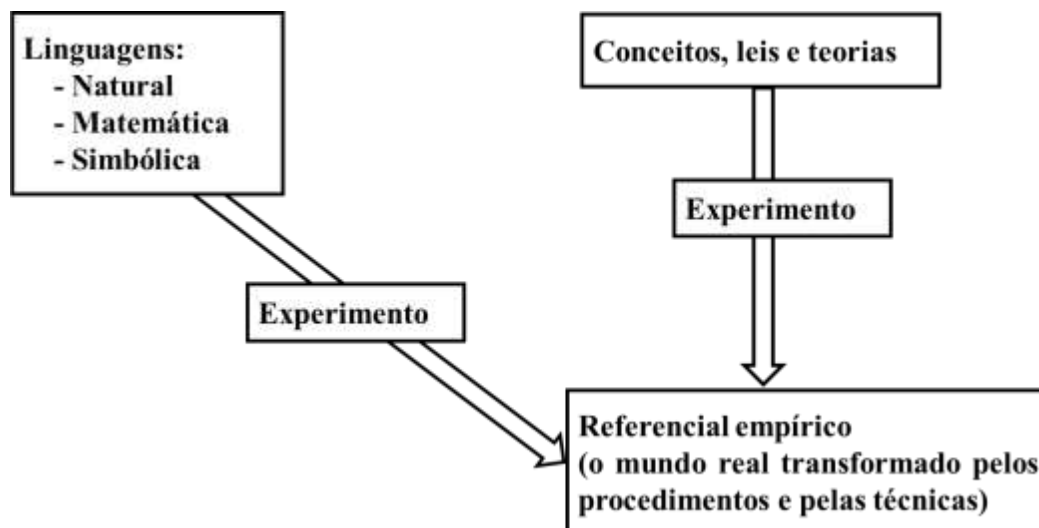 Linguagens:
- Natural
- Matemática
- Simbólica
Conceitos, leis e teorias
Experimento
Experimento
Referencial empírico
(o mundo real transformado pelos
procedimentos e pelas técnicas)